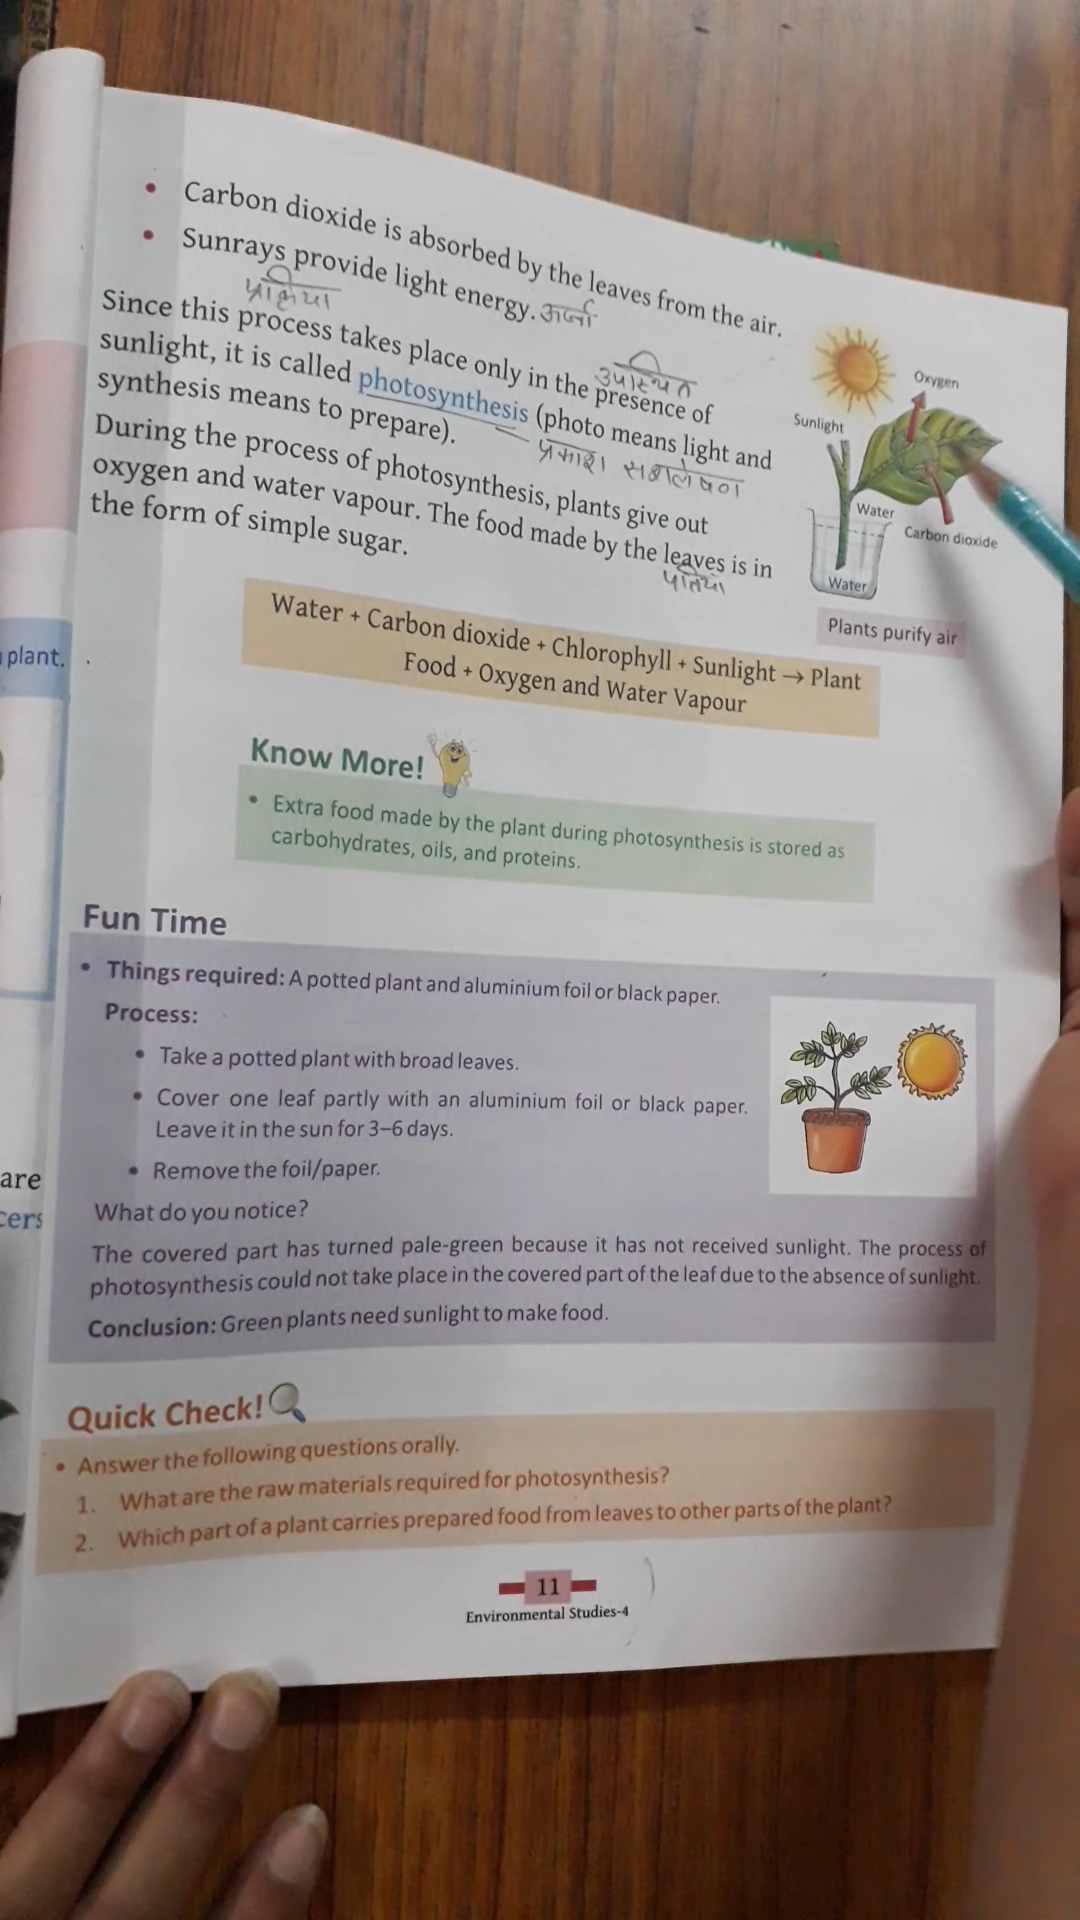 • Carbon dioxide is absorbed by the leaves from the air.
• Sunrays provide light energy. ऊर्जा
प्रक्रिया
Since this process takes place only in the presence of
उपस्थित
sunlight, it is called photosynthesis (photo means light and
synthesis means to prepare).
प्रकाश
During the process of photosynthesis, plants give out
oxygen and water vapour. The food made by the leaves is in
the form of simple sugar.
Oxygen
Sunlight
Water
Carbon dioxide
Water
Plants purify air
Water + Carbon dioxide + Chlorophyll + Sunlight → Plant
Food + Oxygen and Water Vapour
Know More!
• Extra food made by the plant during photosynthesis is stored as
carbohydrates, oils, and proteins.
Fun Time
• Things required: A potted plant and aluminium foil or black paper.
Process:
• Take a potted plant with broad leaves.
• Cover one leaf partly with an aluminium foil or black paper.
Leave it in the sun for 3–6 days.
• Remove the foil/paper.
What do you notice?
The covered part has turned pale-green because it has not received sunlight. The process of
photosynthesis could not take place in the covered part of the leaf due to the absence of sunlight.
Conclusion: Green plants need sunlight to make food.
Quick Check!
• Answer the following questions orally.
1. What are the raw materials required for photosynthesis?
2. Which part of a plant carries prepared food from leaves to other parts of the plant?
11
Environmental Studies-4
plant.
are
cers